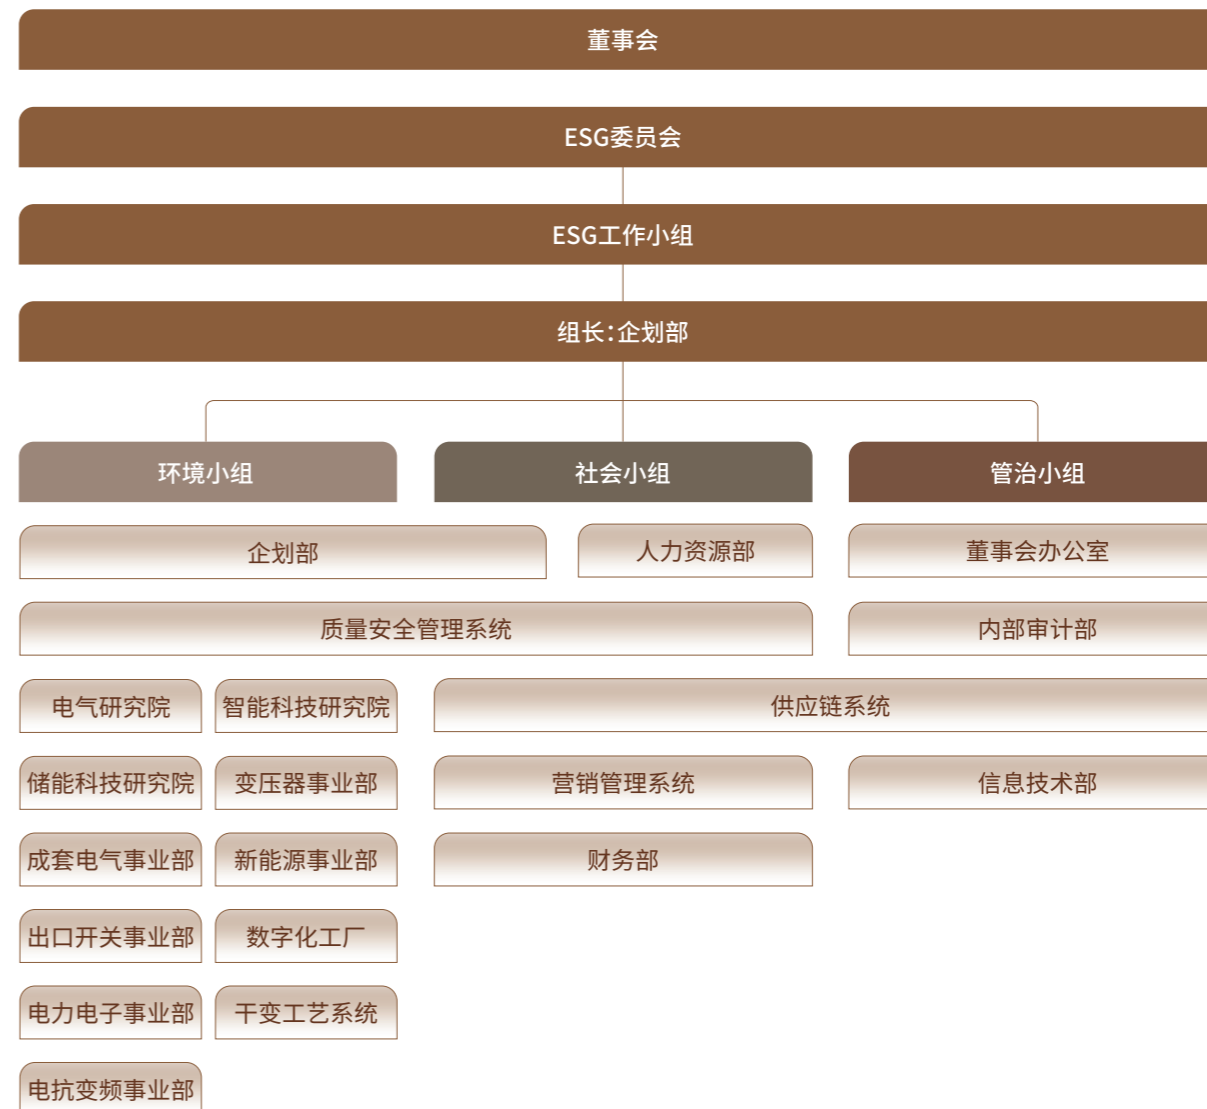 董事会
ESG委员会
ESG工作小组
组长：企划部
环境小组
社会小组
管治小组
企划部
人力资源部
董事会办公室
质量安全管理系统
内部审计部
电气研究院
智能科技研究院
供应链系统
储能科技研究院
变压器事业部
营销管理系统
信息技术部
成套电气事业部
新能源事业部
财务部
出口开关事业部
数字化工厂
电力电子事业部
干变工艺系统
电抗变频事业部